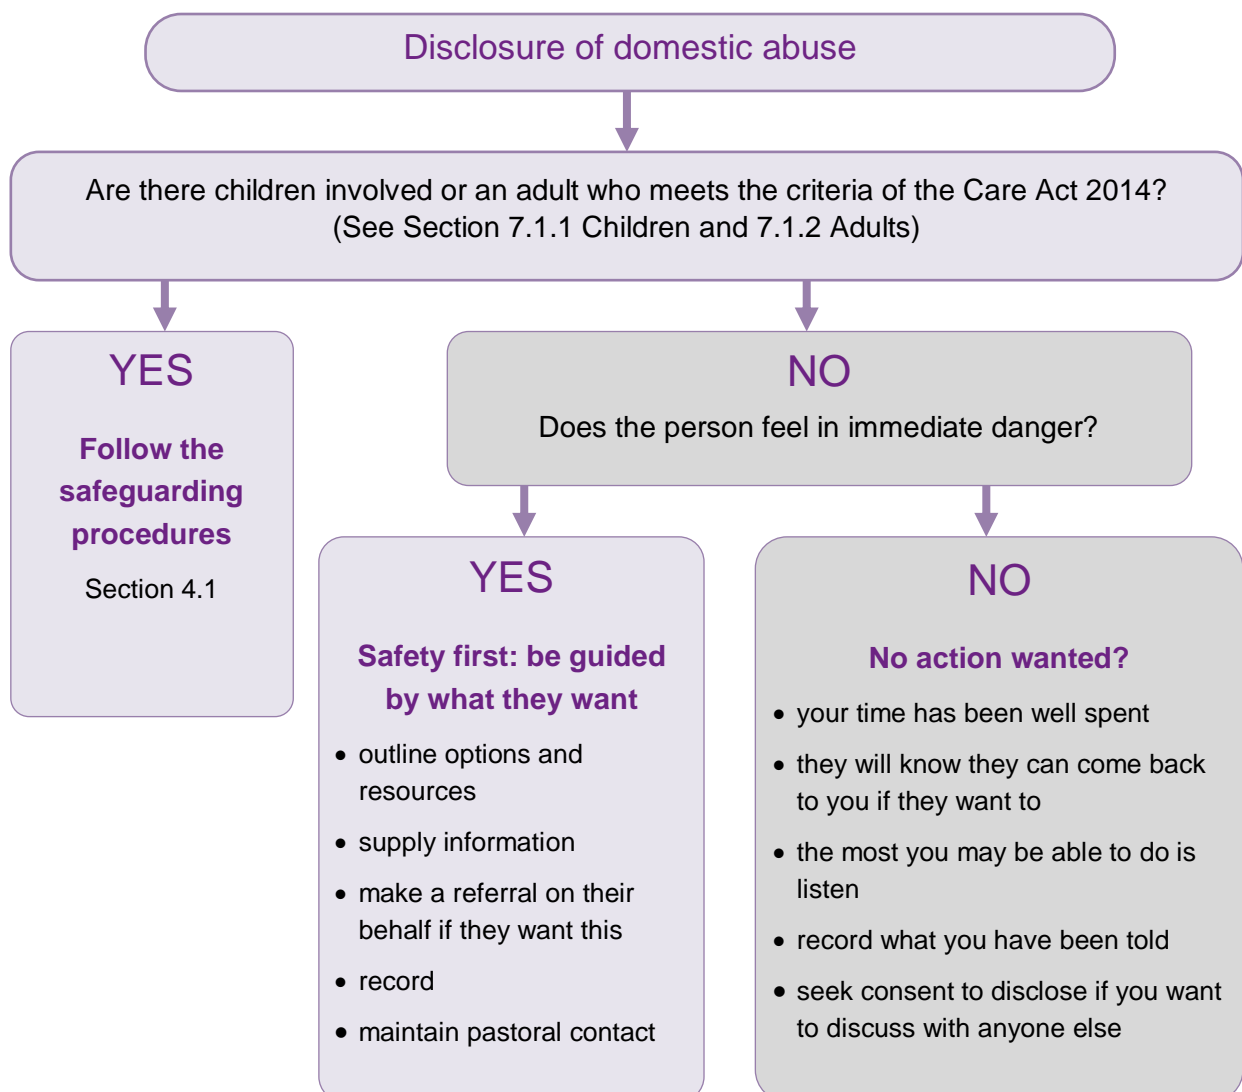 Disclosure of domestic abuse
Are there children involved or an adult who meets the criteria of the Care Act 2014?
(See Section 7.1.1 Children and 7.1.2 Adults)
YES
Follow the
safeguarding
procedures
Section 4.1
NO
Does the person feel in immediate danger?
YES
Safety first: be guided
by what they want
• outline options and
resources
• supply information
• make a referral on their
behalf if they want this
• record
• maintain pastoral contact
NO
No action wanted?
• your time has been well spent
• they will know they can come back
to you if they want to
• the most you may be able to do is
listen
• record what you have been told
• seek consent to disclose if you want
to discuss with anyone else